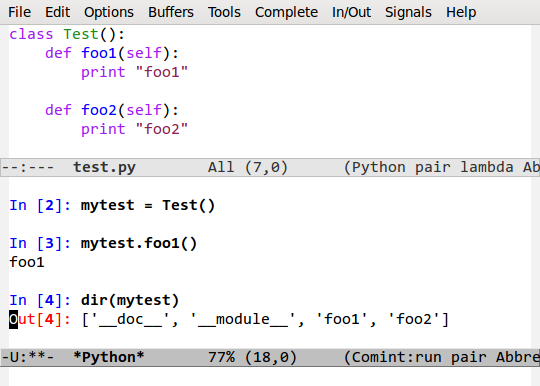 File Edit Options Buffers Tools Complete In/Out Signals Help
class Test():
    def foo1(self):
        print "foo1"
    def foo2(self):
        print "foo2"
--:---  test.py        All (7,0)      (Python pair lambda Ab
In [2]: mytest = Test()
In [3]: mytest.foo1()
foo1
In [4]: dir(mytest)
Out[4]: ['__doc__', '__module__', 'foo1', 'foo2']
-U:**-  *Python*       77% (18,0)     (Comint:run pair Abbre